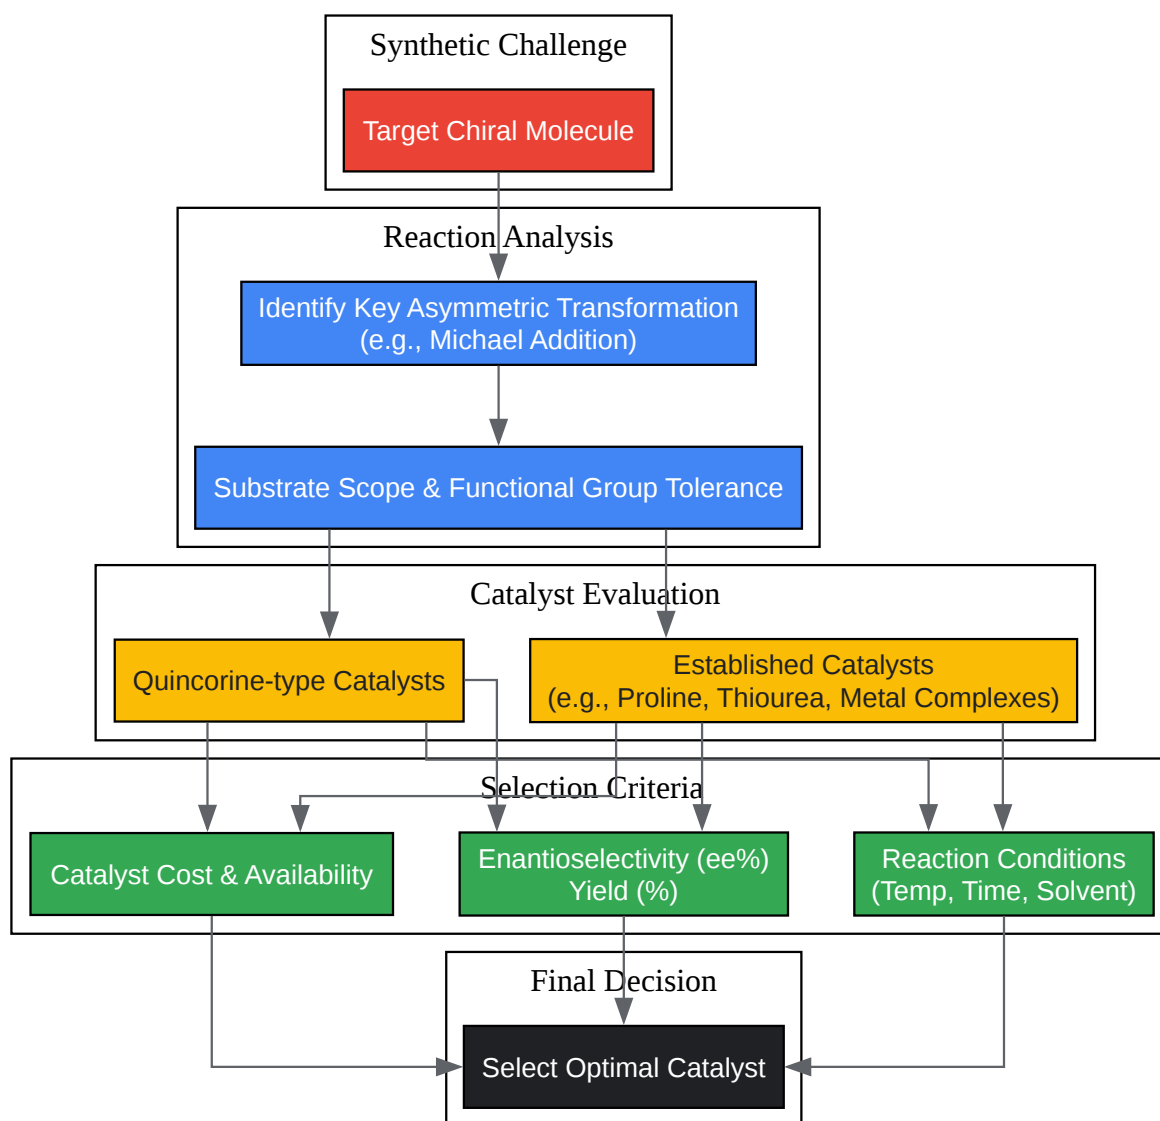 Synthetic Challenge
Target Chiral Molecule
Reaction Analysis
Identify Key Asymmetric Transformation
(e.g., Michael Addition)
Substrate Scope & Functional Group Tolerance
Catalyst Evaluation
Quincorine-type Catalysts
Established Catalysts
(e.g., Proline, Thiourea, Metal Complexes)
Selection Criteria
Catalyst Cost & Availability
Enantioselectivity (ee%)
Yield (%)
Reaction Conditions
(Temp, Time, Solvent)
Final Decision
Select Optimal Catalyst